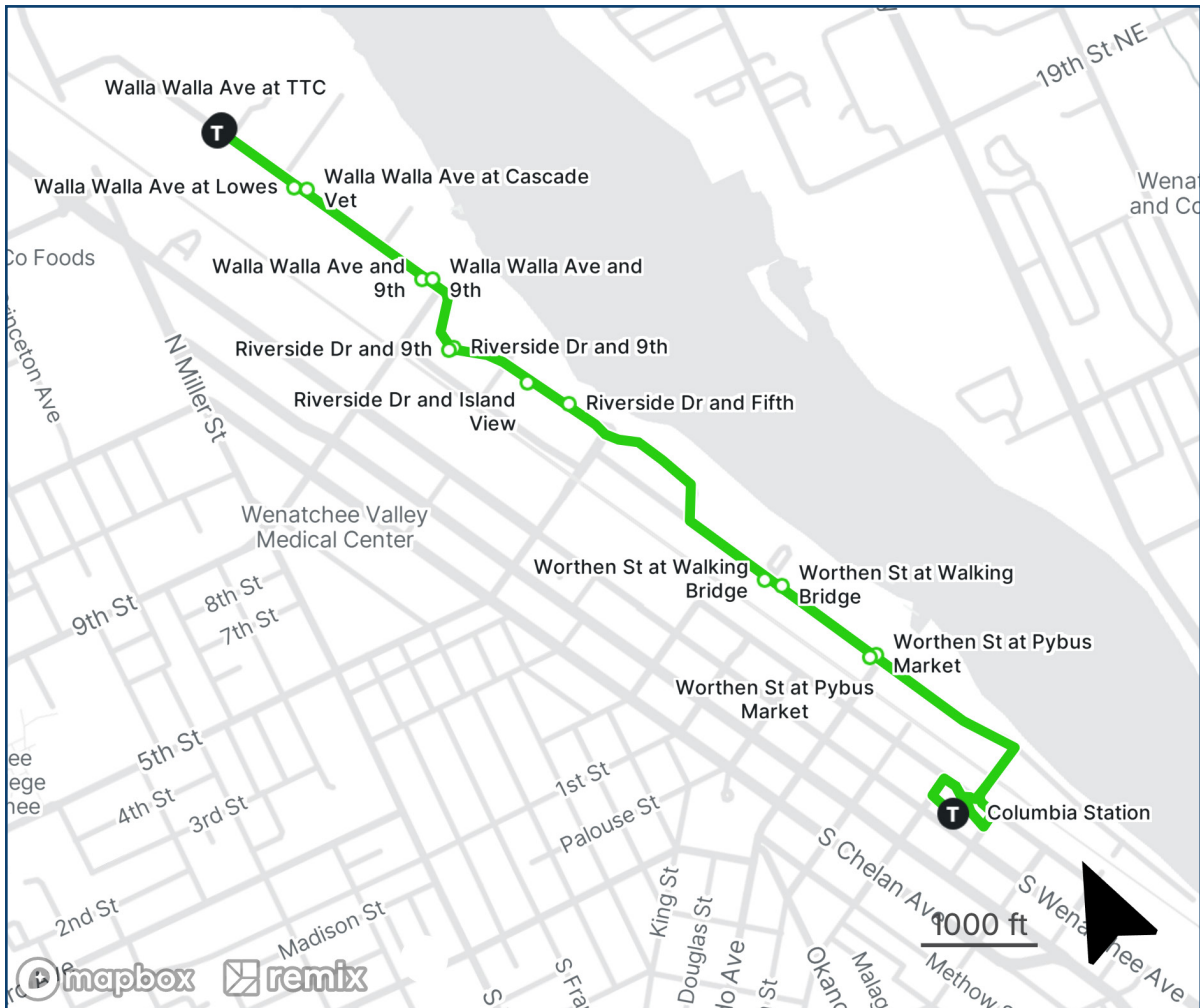 19th St NE
Walla Walla Ave at TTC
Walla Walla Ave at Lowes
Walla Walla Ave at Cascade
Vet
Co Foods
Walla Walla Ave and
9th
Walla Walla Ave and
9th
Riverside Dr and 9th
Riverside Dr and 9th
N Miller St
Riverside Dr and Island
View
Riverside Dr and Fifth
Wenatchee Valley
Medical Center
Worthen St at Walking
Bridge
Worthen St at Walking
Bridge
8th St
9th St
7th St
Worthen St at Pybus
Market
Worthen St at Pybus
Market
5th St
4th St
3rd St
1st St
Palouse St
T
T
Columbia Station
S Chelan Ave
King St
S Wenatchee Ave
2nd St
Madison St
Douglas St
1000 ft
mapbox
remix